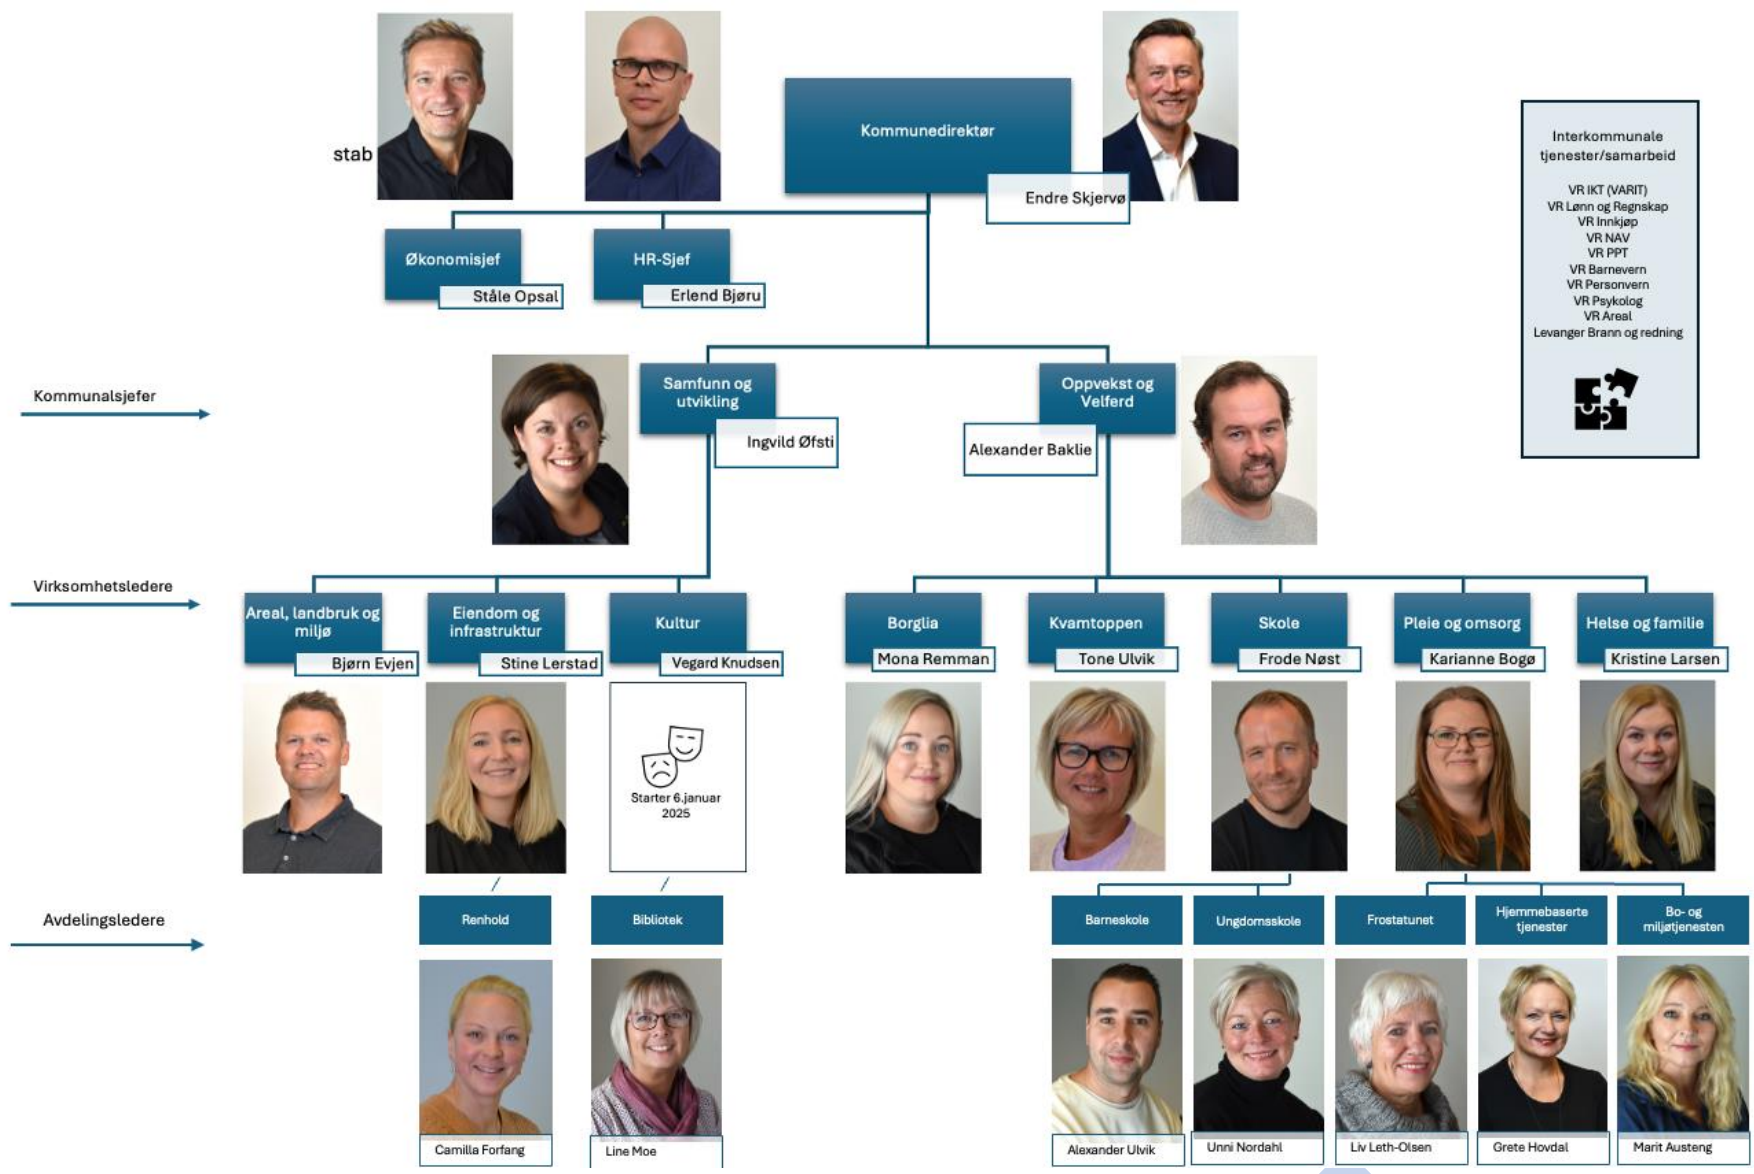 stab
Kommunedirektør
Endre Skjervø
Økonomisjef
Ståle Opsal
HR-Sjef
Erlend Bjøru
Interkommunale
tjenester/samarbeid
VR IKT (VARIT)
VR Lønn og Regnskap
VR Innkjøp
VR NAV
VR PPT
VR Barnevern
VR Personvern
VR Psykolog
VR Areal
Levanger Brann og redning
Kommunalsjefer
Samfunn og
utvikling
Ingvild Øfsti
Oppvekst og
Velferd
Alexander Baklie
Virksomhetsledere
Areal, landbruk og
miljø
Bjørn Evjen
Eiendom og
infrastruktur
Stine Lerstad
Kultur
Vegard Knudsen
Starter 6.januar
2025
Borglia
Mona Remman
Kvamtoppen
Tone Ulvik
Skole
Frode Nøst
Pleie og omsorg
Karianne Bogø
Helse og familie
Kristine Larsen
Avdelingsledere
Renhold
Camilla Forfang
Bibliotek
Line Moe
Barneskole
Alexander Ulvik
Ungdomsskole
Unni Nordahl
Frostatunet
Liv Leth-Olsen
Hjemmebaserte
tjenester
Grete Hovdal
Bo- og
miljøtjenesten
Marit Austeng